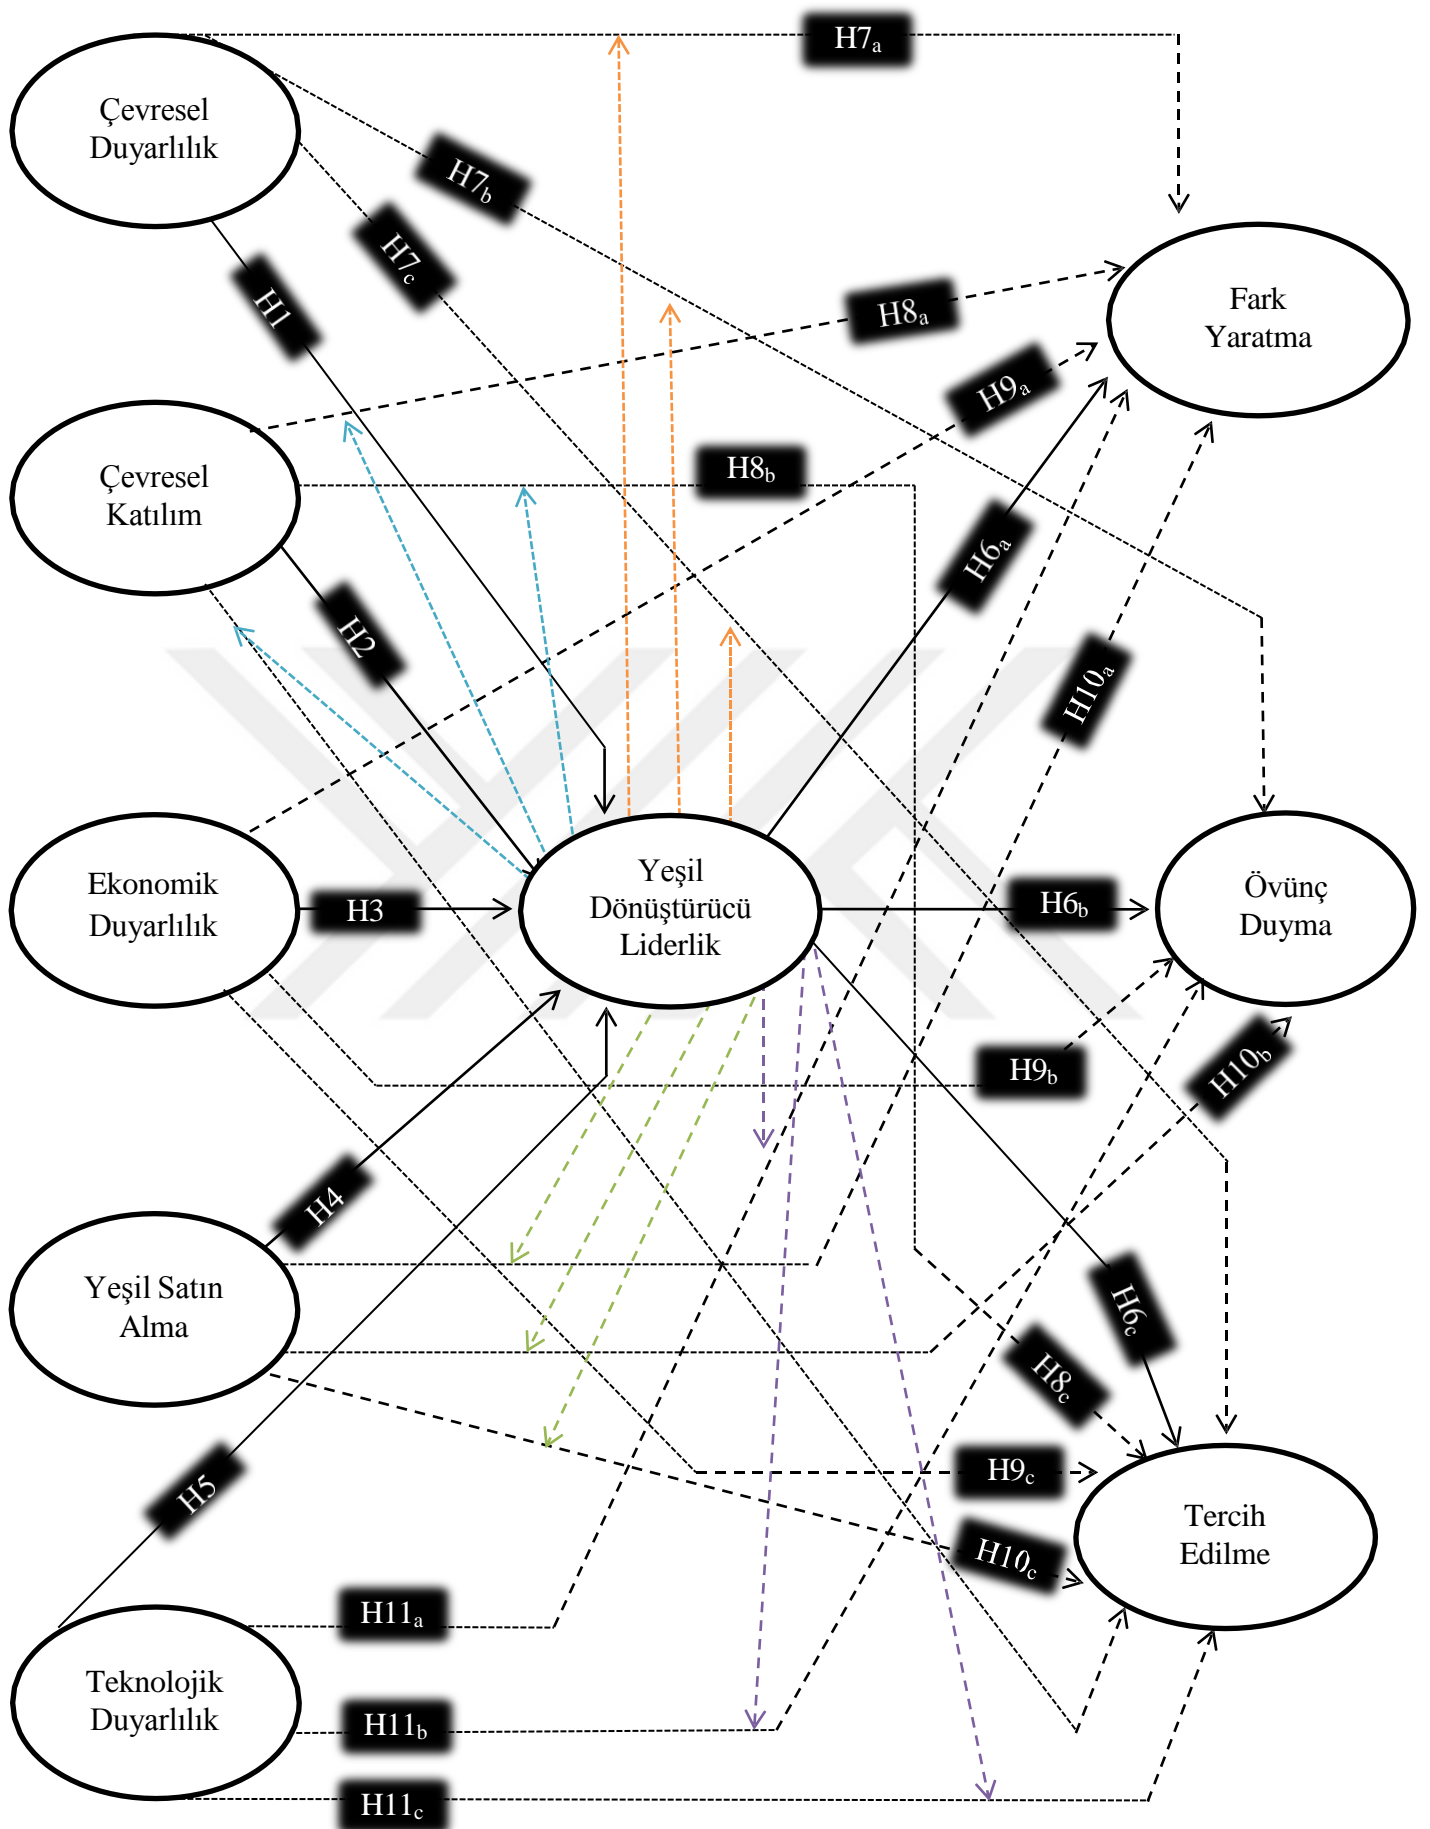 H7a
Çevresel
Duyarlılık
H7b
H7c
H1
Fark
Yaratma
H8a
H9a
Çevresel
Katılım
H8b
H6a
H2
H10a
Ekonomik
Duyarlılık
H3
Yeşil
Dönüştürücü
Liderlik
H6b
Övünç
Duyma
H9b
H10b
H4
Yeşil Satın
Alma
H6c
H8c
H5
H9c
Tercih
Edilme
H10c
H11a
Teknolojik
Duyarlılık
H11b
H11c